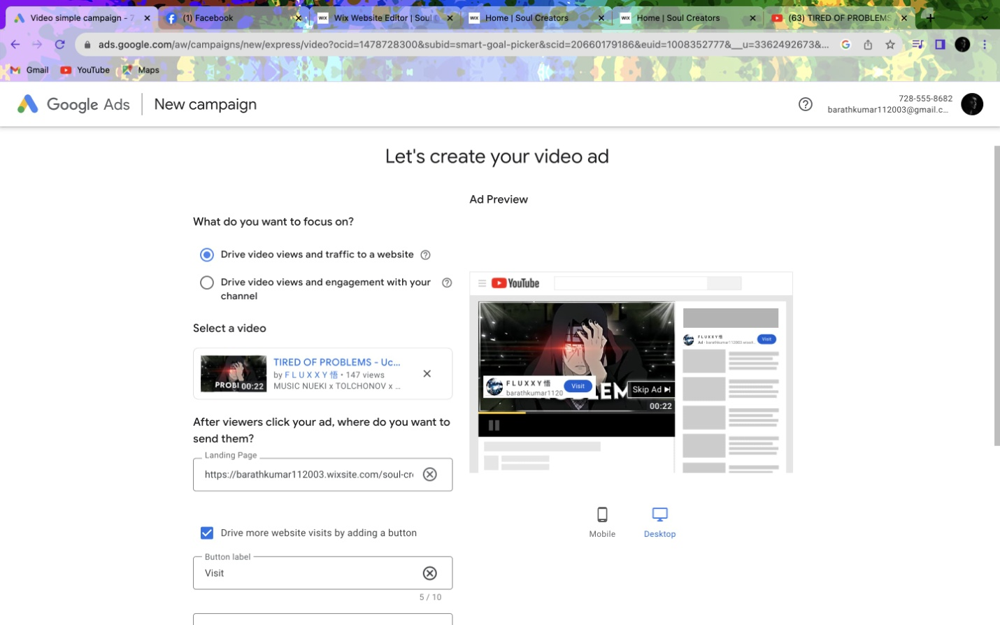 Video simple campaign - 7
(1) Facebook
Wix Website Editor | Soul
Home | Soul Creators
Home | Soul Creators
(63) TIRED OF PROBLEMS
ads.google.com/aw/campaigns/new/express/video?ocid=1478728300&subid=smart-goal-picker&scid=20660179186&euid=1008352777&__u=3362492673&...
Gmail
YouTube
Maps
Google Ads
New campaign
728-555-8682
barathkumar112003@gmail.c...
Let's create your video ad
Ad Preview
What do you want to focus on?
Drive video views and traffic to a website
Drive video views and engagement with your
channel
Select a video
PROBL 00:22
TIRED OF PROBLEMS - Uc...
by F L U X X Y 悟 • 147 views
MUSIC NUEKI x TOLCHONOV x ...
After viewers click your ad, where do you want to
send them?
Landing Page
https://barathkumar112003.wixsite.com/soul-cr
Drive more website visits by adding a button
Button label
Visit
5 / 10
YouTube
F L U X X Y 悟
barathkumar1120
Visit
Skip Ad
00:22
F L U X X Y 悟
Ad · barathkumar112003.wixsit...
Visit
Mobile
Desktop